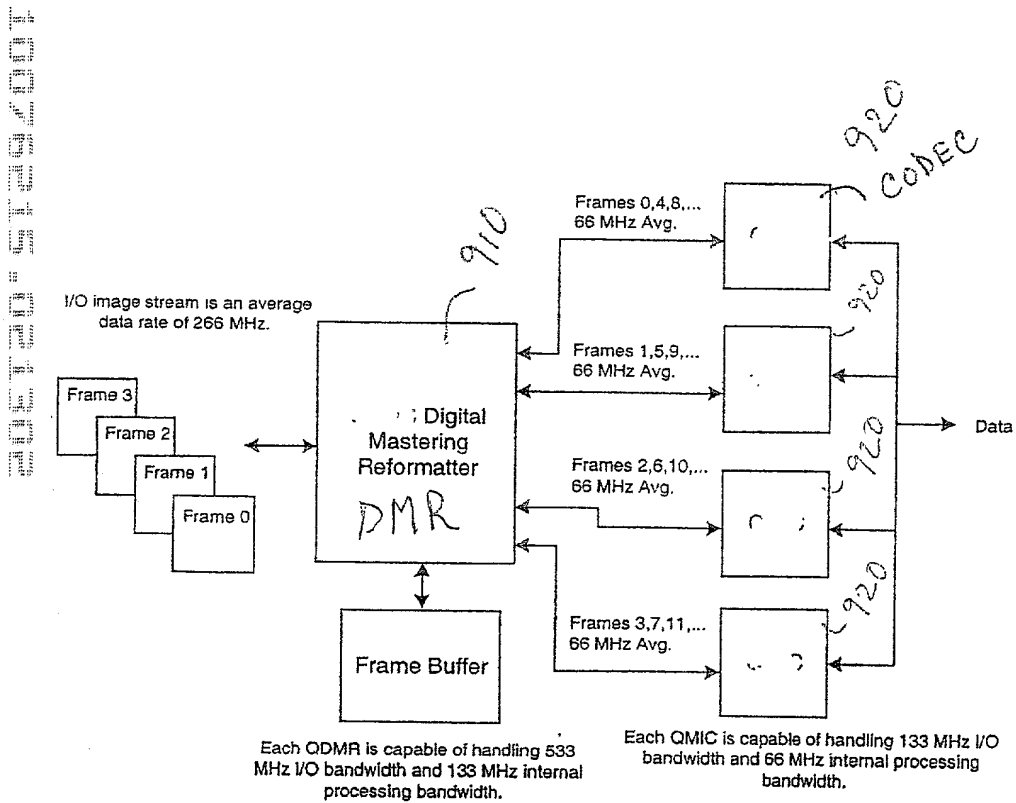 10076215.021302
920
CODEC
Frames 0,4,8,...
66 MHz Avg.
910
I/O image stream is an average
data rate of 266 MHz.
920
Frames 1,5,9,...
66 MHz Avg.
Frame 3
Frame 2
Frame 1
Frame 0
Digital
Mastering
Reformatter
DMR
Data
920
Frames 2,6,10,...
66 MHz Avg.
920
Frames 3,7,11,...
66 MHz Avg.
Frame Buffer
Each QDMR is capable of handling 533
MHz I/O bandwidth and 133 MHz internal
processing bandwidth.
Each QMIC is capable of handling 133 MHz I/O
bandwidth and 66 MHz internal processing
bandwidth.